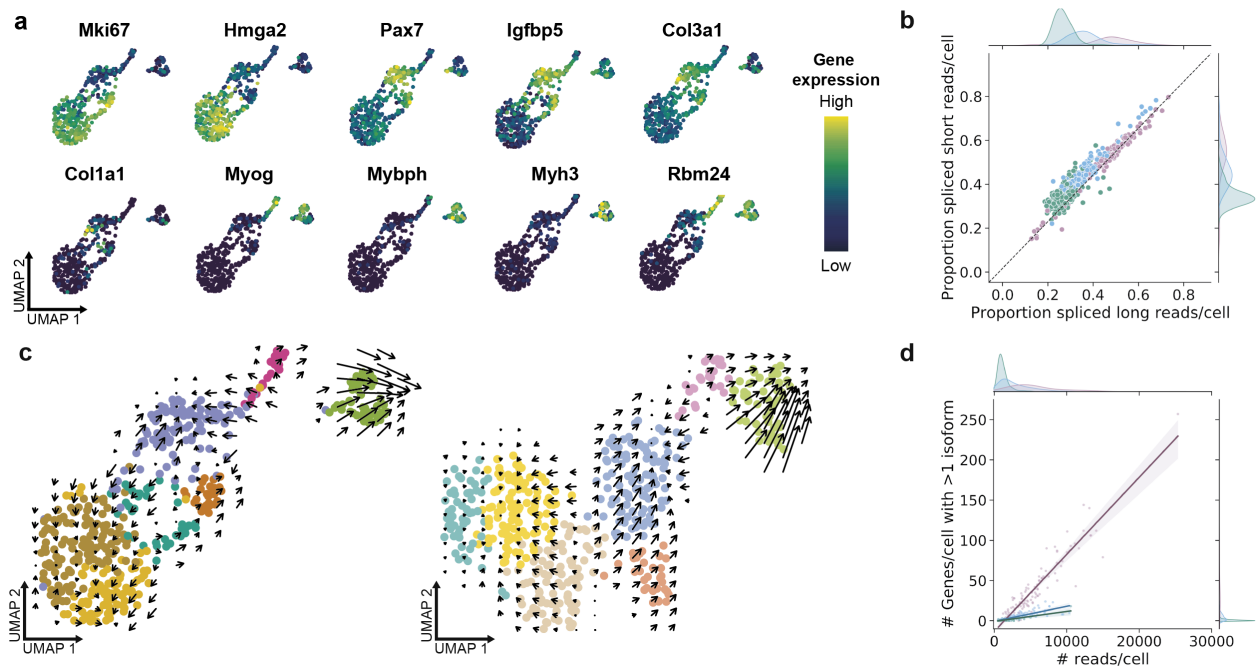 a
Mki67 Hmga2 Pax7 Igfbp5 Col3a1
Gene
expression
High
Low
Col1a1 Myog Mybph Myh3 Rbm24
UMAP 2
UMAP 1
b
Proportion spliced short reads/cell
0.8
0.6
0.4
0.2
0.0
0.0 0.2 0.4 0.6 0.8
Proportion spliced long reads/cell
c
UMAP 2
UMAP 1
UMAP 2
UMAP 1
d
# Genes/cell with >1 isoform
250
200
150
100
50
0
0 10000 20000 30000
# reads/cell